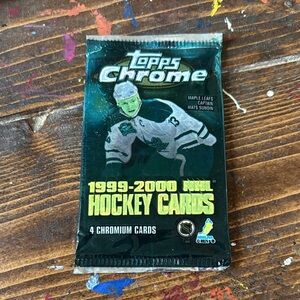 Topps
Chrome
MAPLE LEAFS
CAPTAIN
MATS SUNDIN
1999-2000 NHL
HOCKEY CARDS
4 CHROMIUM CARDS